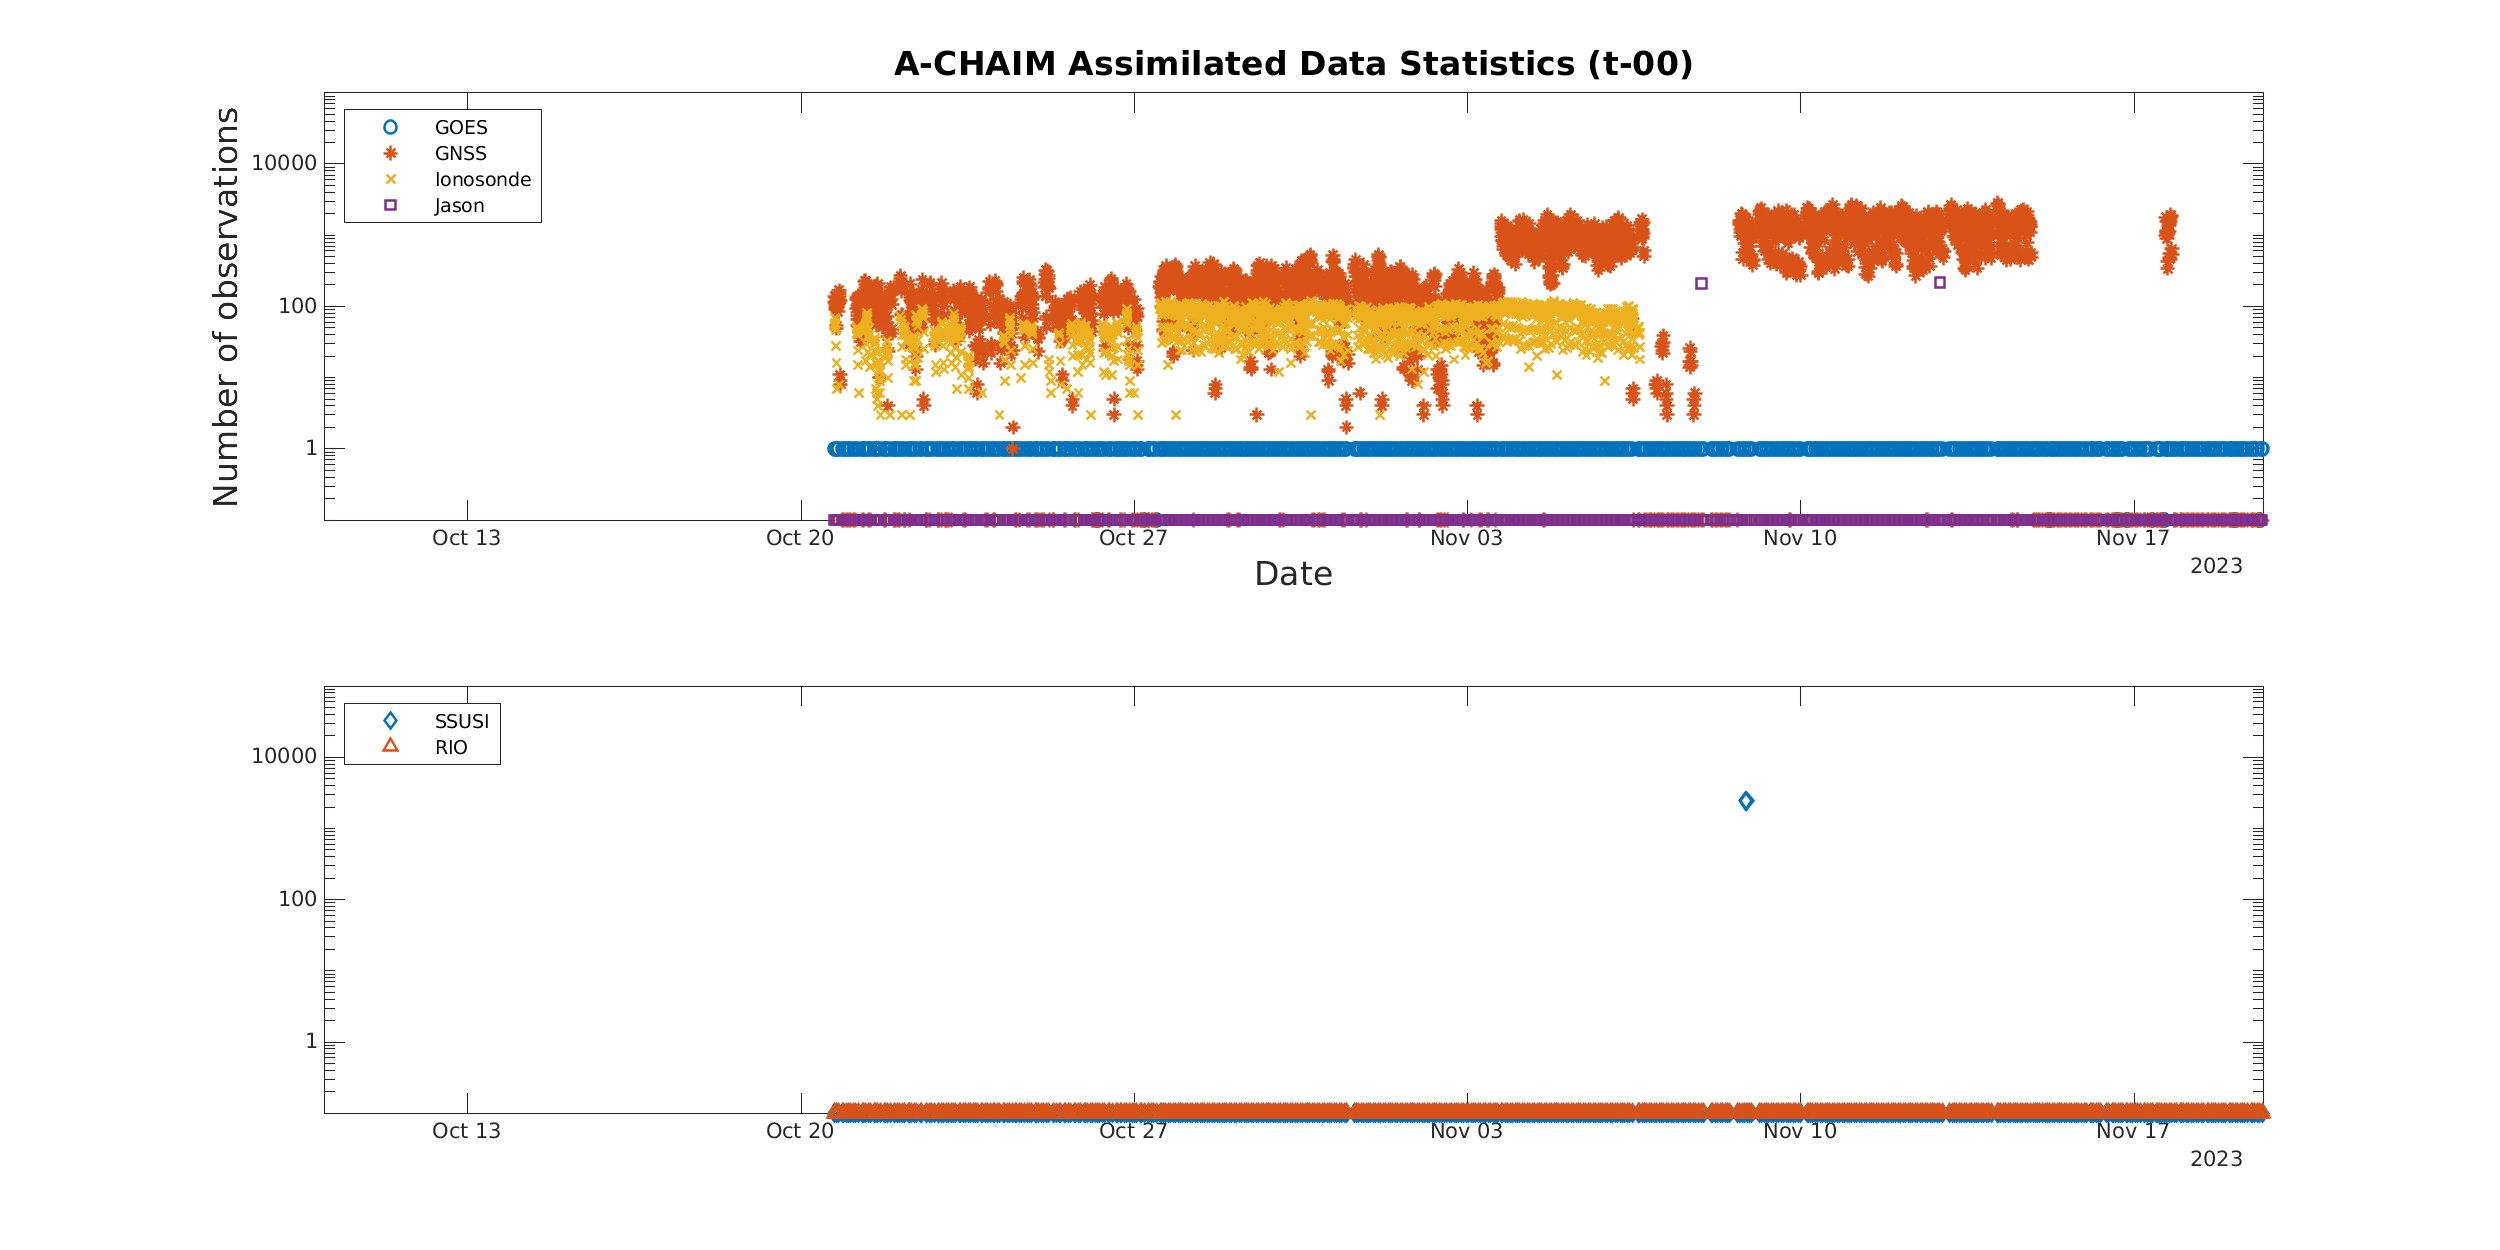 A-CHAIM Assimilated Data Statistics (t-00)
Number of observations
10000
100
1
GOES
GNSS
Ionosonde
Jason
Oct 13 Oct 20 Oct 27 Nov 03 Nov 10 Nov 17
2023
Date
10000
100
1
SSUSI
RIO
Oct 13 Oct 20 Oct 27 Nov 03 Nov 10 Nov 17
2023